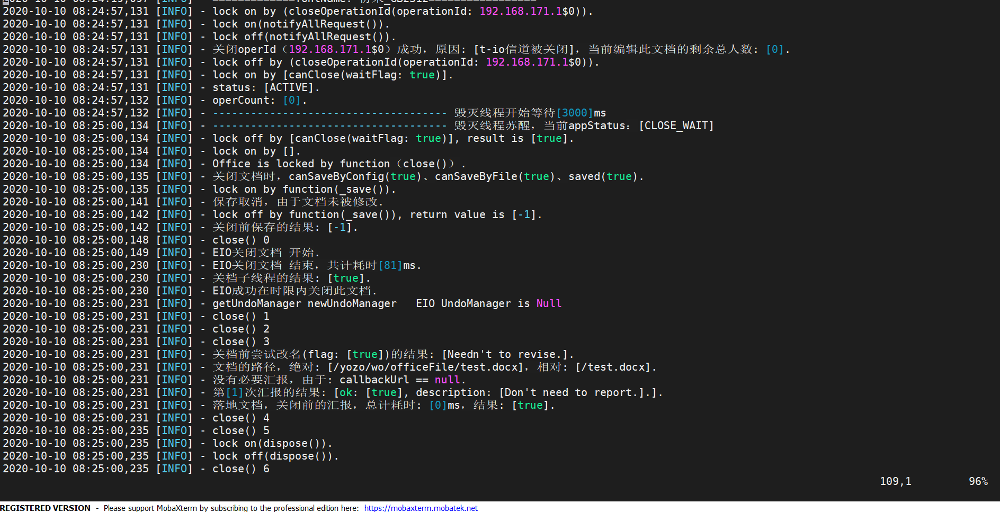 2020-10-10 08:24:57,131 [INFO] - lock on by (closeOperationId(operationId: 192.168.171.1$0)).
2020-10-10 08:24:57,131 [INFO] - lock on(notifyAllRequest()).
2020-10-10 08:24:57,131 [INFO] - lock off(notifyAllRequest()).
2020-10-10 08:24:57,131 [INFO] - 关闭operId（192.168.171.1$0）成功，原因: [t-io信道被关闭]，当前编辑此文档的剩余总人数: [0].
2020-10-10 08:24:57,131 [INFO] - lock off by (closeOperationId(operationId: 192.168.171.1$0)).
2020-10-10 08:24:57,131 [INFO] - lock on by [canClose(waitFlag: true)].
2020-10-10 08:24:57,131 [INFO] - status: [ACTIVE].
2020-10-10 08:24:57,132 [INFO] - operCount: [0].
2020-10-10 08:24:57,132 [INFO] - ------------------------------------- 毁灭线程开始等待[3000]ms
2020-10-10 08:25:00,134 [INFO] - ------------------------------------- 毁灭线程苏醒，当前appStatus: [CLOSE_WAIT]
2020-10-10 08:25:00,134 [INFO] - lock off by [canClose(waitFlag: true)], result is [true].
2020-10-10 08:25:00,134 [INFO] - lock on by [].
2020-10-10 08:25:00,134 [INFO] - Office is locked by function（close()）.
2020-10-10 08:25:00,135 [INFO] - 关闭文档时，canSaveByConfig(true)、canSaveByFile(true)、saved(true).
2020-10-10 08:25:00,135 [INFO] - lock on by function(_save()).
2020-10-10 08:25:00,141 [INFO] - 保存取消，由于文档未被修改.
2020-10-10 08:25:00,142 [INFO] - lock off by function(_save()), return value is [-1].
2020-10-10 08:25:00,142 [INFO] - 关闭前保存的结果: [-1].
2020-10-10 08:25:00,148 [INFO] - close() 0
2020-10-10 08:25:00,149 [INFO] - EIO关闭文档 开始.
2020-10-10 08:25:00,230 [INFO] - EIO关闭文档 结束，共计耗时[81]ms.
2020-10-10 08:25:00,230 [INFO] - 关档子线程的结果: [true].
2020-10-10 08:25:00,230 [INFO] - EIO成功在时限内关闭此文档.
2020-10-10 08:25:00,231 [INFO] - getUndoManager newUndoManager   EIO UndoManager is Null
2020-10-10 08:25:00,231 [INFO] - close() 1
2020-10-10 08:25:00,231 [INFO] - close() 2
2020-10-10 08:25:00,231 [INFO] - close() 3
2020-10-10 08:25:00,231 [INFO] - 关档前尝试改名(flag: [true])的结果: [Needn't to revise.].
2020-10-10 08:25:00,231 [INFO] - 文档的路径，绝对: [/yozo/wo/officeFile/test.docx]，相对: [/test.docx].
2020-10-10 08:25:00,231 [INFO] - 没有必要汇报，由于: callbackUrl == null.
2020-10-10 08:25:00,231 [INFO] - 第[1]次汇报的结果: [ok: [true], description: [Don't need to report.].].
2020-10-10 08:25:00,231 [INFO] - 落地文档，关闭前的汇报，总计耗时: [0]ms，结果: [true].
2020-10-10 08:25:00,231 [INFO] - close() 4
2020-10-10 08:25:00,235 [INFO] - close() 5
2020-10-10 08:25:00,235 [INFO] - lock on(dispose()).
2020-10-10 08:25:00,235 [INFO] - lock off(dispose()).
2020-10-10 08:25:00,235 [INFO] - close() 6
109,1 96%
REGISTERED VERSION - Please support MobaXterm by subscribing to the professional edition here: https://mobaxterm.mobatek.net